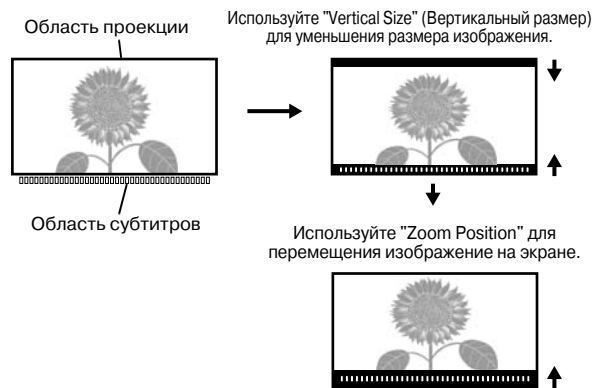 Область проекции
Используйте "Vertical Size" (Вертикальный размер)
для уменьшения размера изображения.
Область субтитров
Используйте "Zoom Position" для
перемещения изображение на экране.